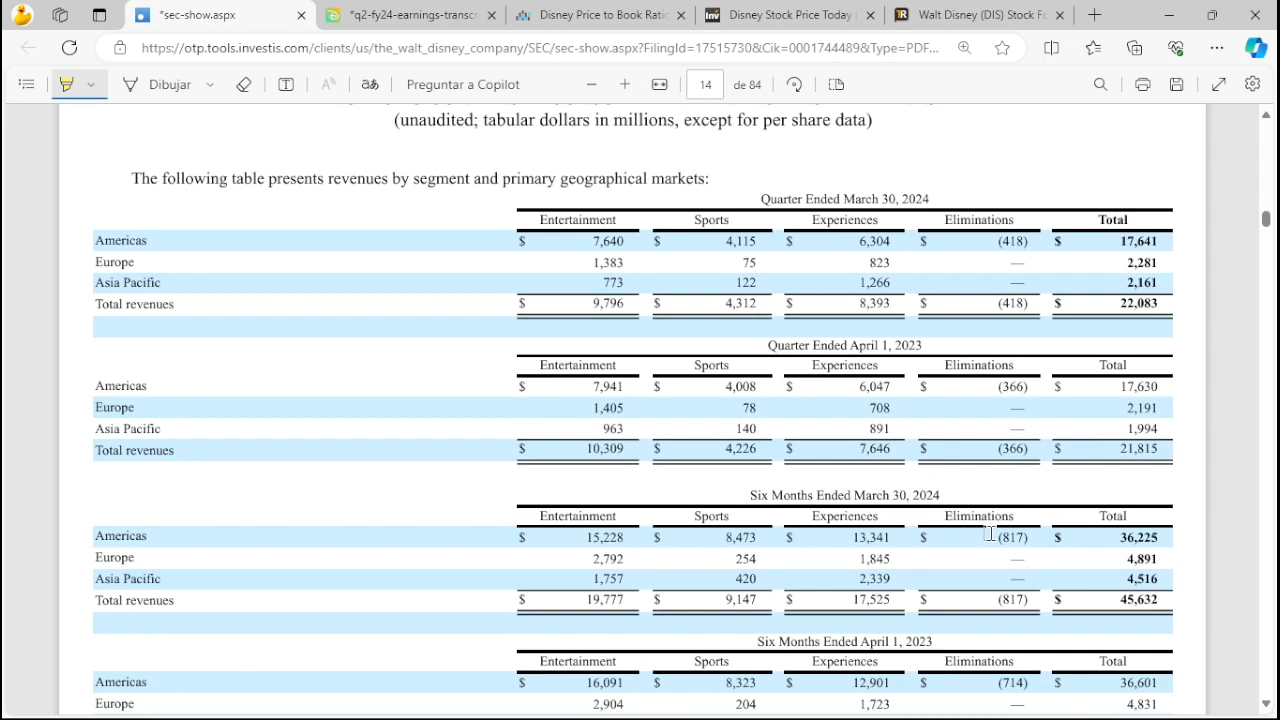 *sec-show.aspx
*q2-fy24-earnings-transcr
Disney Price to Book Ratio
Disney Stock Price Today |
Walt Disney (DIS) Stock Fo
https://otp.tools.investis.com/clients/us/the_walt_disney_company/SEC/sec-show.aspx?FilingId=17515730&Cik=0001744489&Type=PDF...
Dibujar
Preguntar a Copilot
14 de 84
(unaudited; tabular dollars in millions, except for per share data)
The following table presents revenues by segment and primary geographical markets:
Quarter Ended March 30, 2024
Entertainment Sports Experiences Eliminations Total
Americas $ 7,640 $ 4,115 $ 6,304 $ (418) $ 17,641
Europe 1,383 75 823 — 2,281
Asia Pacific 773 122 1,266 — 2,161
Total revenues $ 9,796 $ 4,312 $ 8,393 $ (418) $ 22,083
Quarter Ended April 1, 2023
Entertainment Sports Experiences Eliminations Total
Americas $ 7,941 $ 4,008 $ 6,047 $ (366) $ 17,630
Europe 1,405 78 708 — 2,191
Asia Pacific 963 140 891 — 1,994
Total revenues $ 10,309 $ 4,226 $ 7,646 $ (366) $ 21,815
Six Months Ended March 30, 2024
Entertainment Sports Experiences Eliminations Total
Americas $ 15,228 $ 8,473 $ 13,341 $ (817) $ 36,225
Europe 2,792 254 1,845 — 4,891
Asia Pacific 1,757 420 2,339 — 4,516
Total revenues $ 19,777 $ 9,147 $ 17,525 $ (817) $ 45,632
Six Months Ended April 1, 2023
Entertainment Sports Experiences Eliminations Total
Americas $ 16,091 $ 8,323 $ 12,901 $ (714) $ 36,601
Europe 2,904 204 1,723 — 4,831